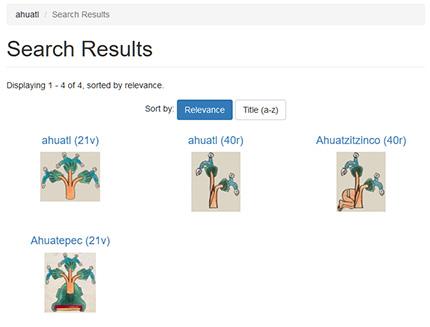 ahuatl / Search Results
Search Results
Displaying 1 - 4 of 4, sorted by relevance.
Sort by: Relevance Title (a-z)
ahuatl (21v) ahuatl (40r) Ahuatzitzinco (40r)
Ahuatepec (21v)